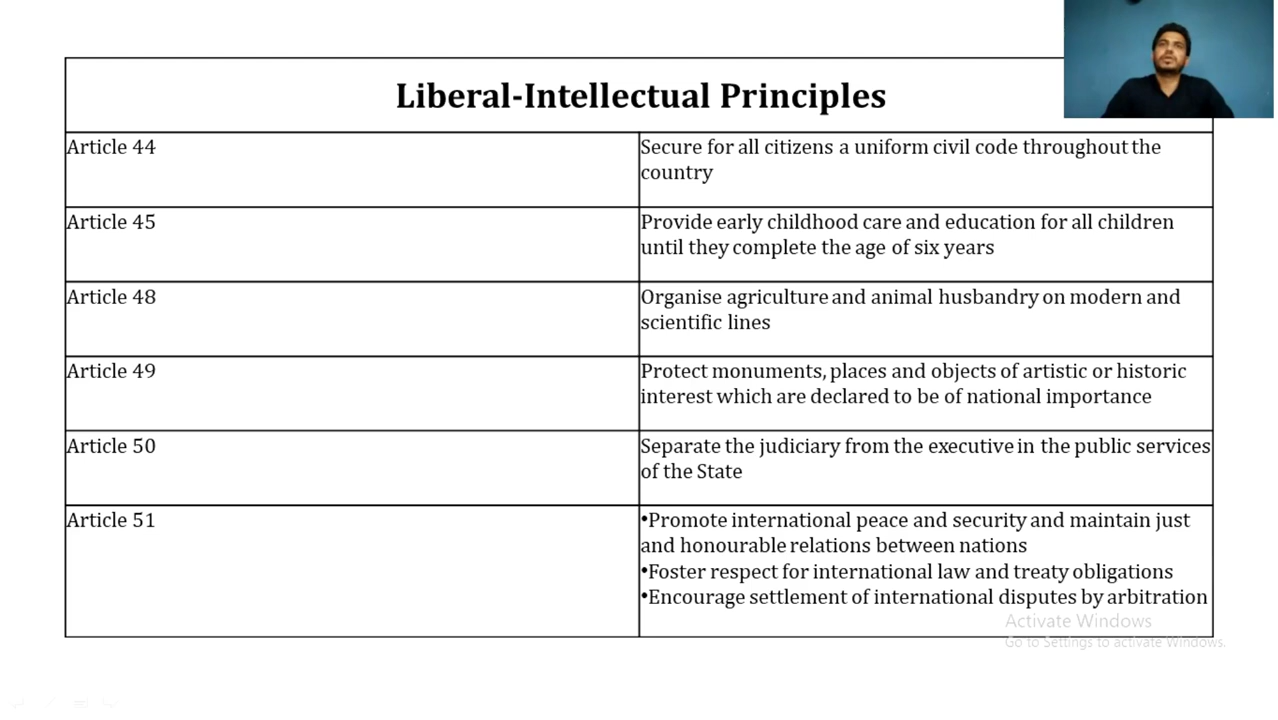 Liberal-Intellectual Principles
Article 44
Secure for all citizens a uniform civil code throughout the
country
Article 45
Provide early childhood care and education for all children
until they complete the age of six years
Article 48
Organise agriculture and animal husbandry on modern and
scientific lines
Article 49
Protect monuments, places and objects of artistic or historic
interest which are declared to be of national importance
Article 50
Separate the judiciary from the executive in the public services
of the State
Article 51
•Promote international peace and security and maintain just
and honourable relations between nations
•Foster respect for international law and treaty obligations
•Encourage settlement of international disputes by arbitration
Activate Windows
Go to Settings to activate Windows.